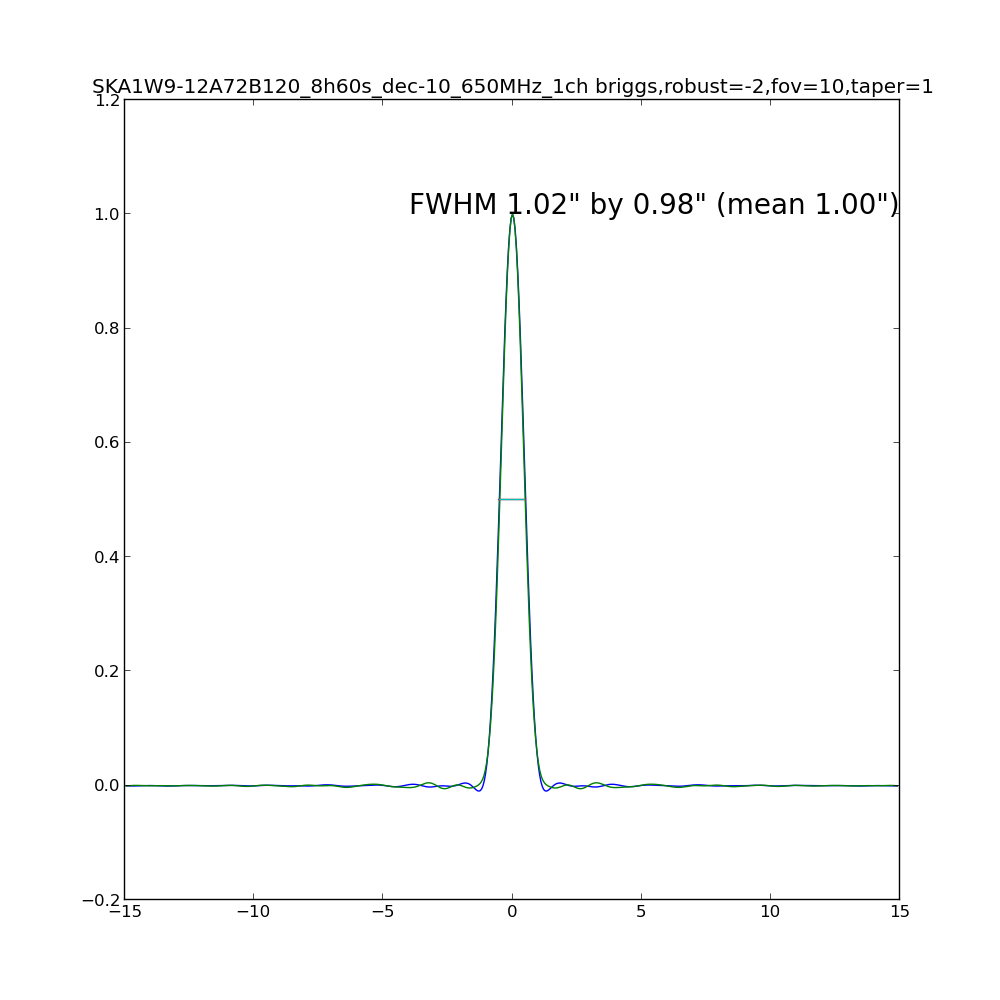 SKA1W9-12A72B120_8h60s_dec-10_650MHz_1ch briggs,robust=-2,fov=10,taper=1
1.2
FWHM 1.02" by 0.98" (mean 1.00")
1.0
0.8
0.6
0.4
0.2
0.0
−0.2
−15 −10 −5 0 5 10 15